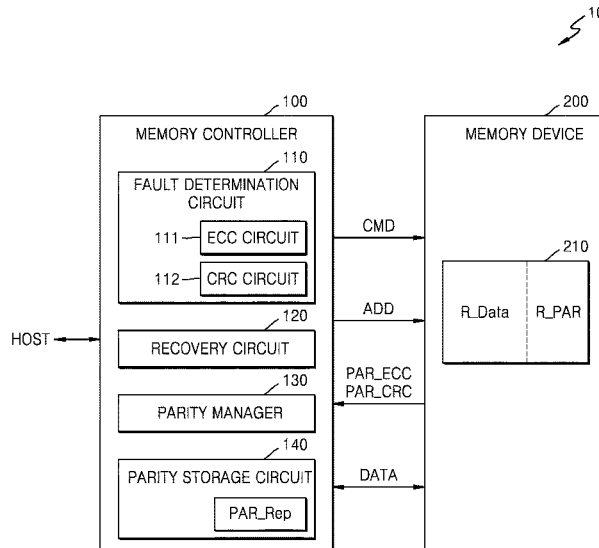 10
100
200
MEMORY CONTROLLER
MEMORY DEVICE
110
FAULT DETERMINATION
CIRCUIT
111
ECC CIRCUIT
112
CRC CIRCUIT
CMD
210
R_Data
R_PAR
ADD
HOST
120
RECOVERY CIRCUIT
PAR_ECC
PAR_CRC
130
PARITY MANAGER
140
PARITY STORAGE CIRCUIT
PAR_Rep
DATA